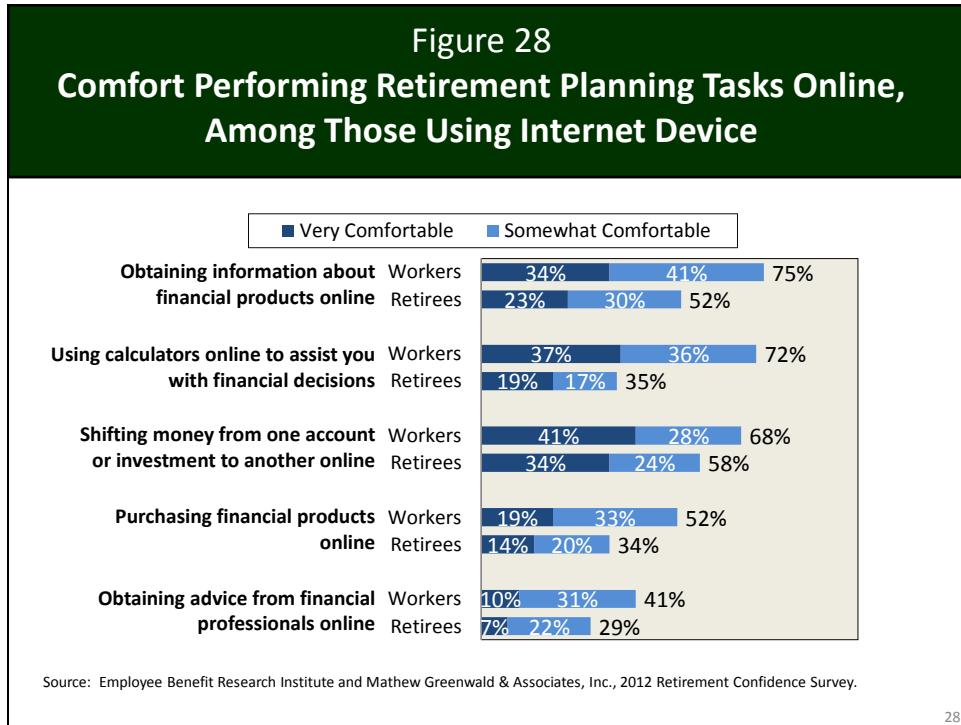 Figure 28
Comfort Performing Retirement Planning Tasks Online,
Among Those Using Internet Device
Very Comfortable Somewhat Comfortable
Obtaining information about Workers 34% 41% 75%
financial products online Retirees 23% 30% 52%
Using calculators online to assist you Workers 37% 36% 72%
with financial decisions Retirees 19% 17% 35%
Shifting money from one account Workers 41% 28% 68%
or investment to another online Retirees 34% 24% 58%
Purchasing financial products Workers 19% 33% 52%
online Retirees 14% 20% 34%
Obtaining advice from financial Workers 10% 31% 41%
professionals online Retirees 7% 22% 29%
Source: Employee Benefit Research Institute and Mathew Greenwald & Associates, Inc., 2012 Retirement Confidence Survey.
28